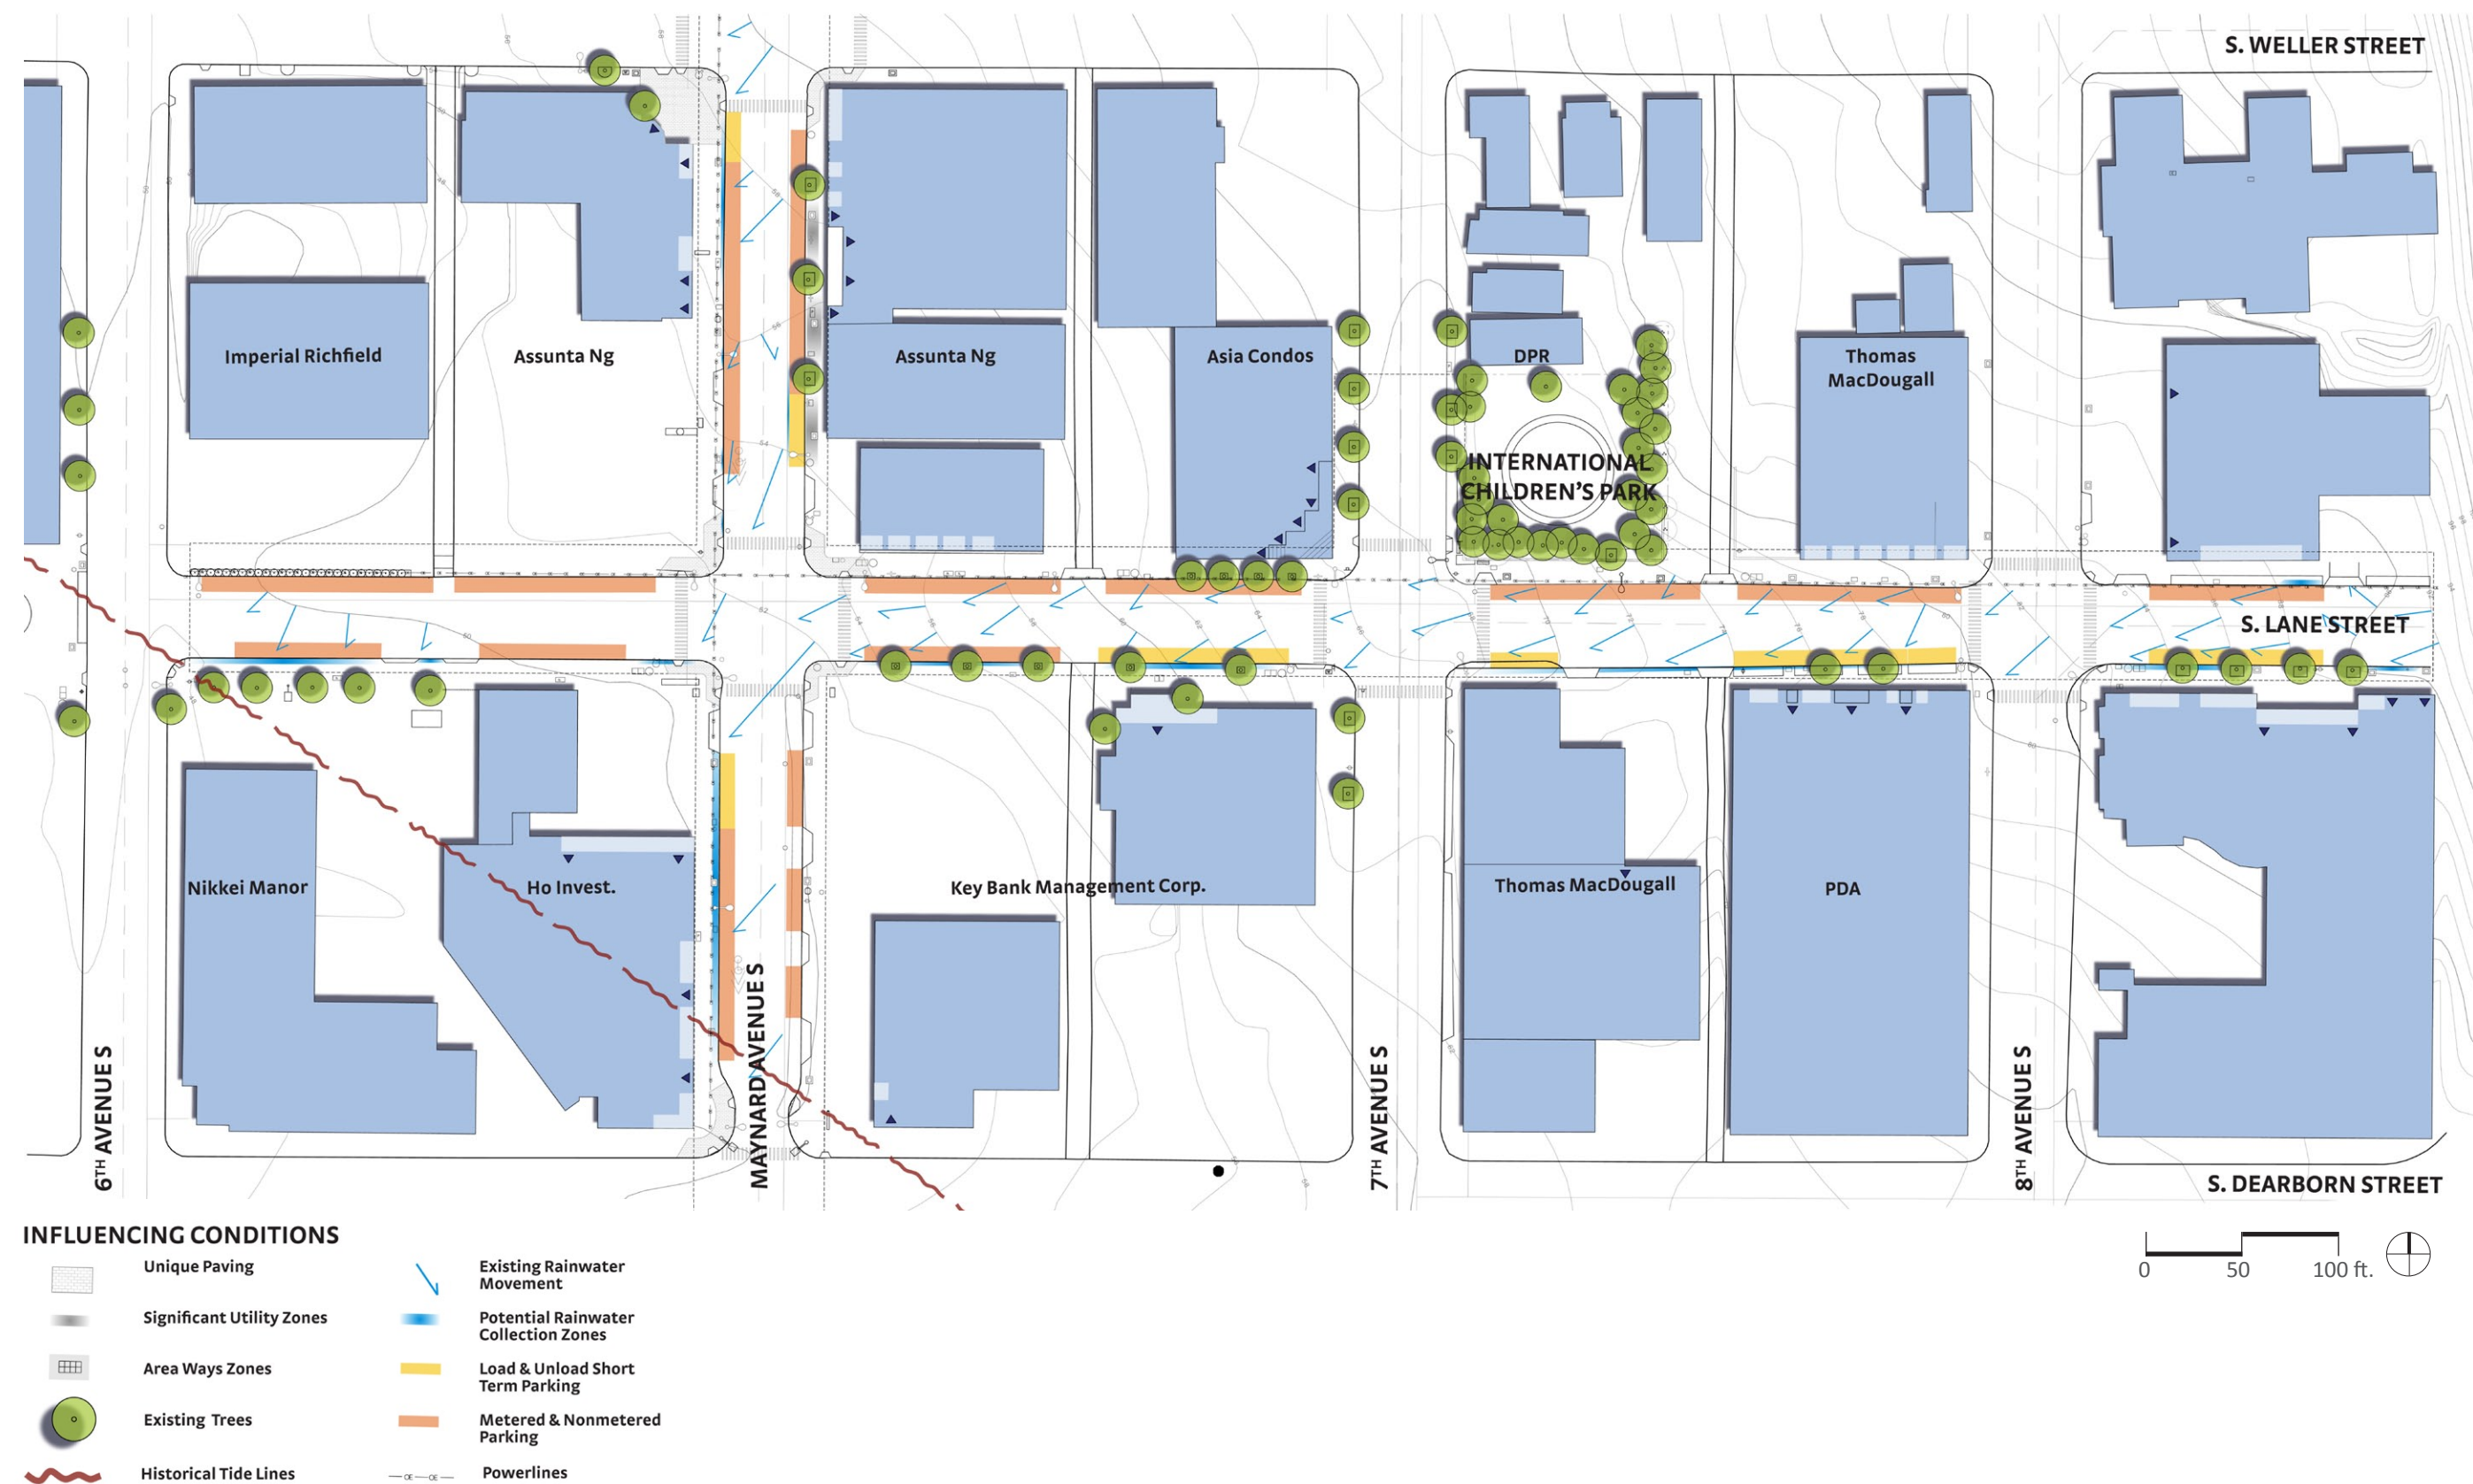 S. WELLER STREET
Imperial Richfield
Assunta Ng
Assunta Ng
Asia Condos
DPR
Thomas
MacDougall
INTERNATIONAL
CHILDREN'S PARK
S. LANE STREET
Nikkei Manor
Ho Invest.
Key Bank Management Corp.
Thomas MacDougall
PDA
6TH AVENUE S
MAYNARD AVENUE S
7TH AVENUE S
8TH AVENUE S
S. DEARBORN STREET
INFLUENCING CONDITIONS
Unique Paving
Significant Utility Zones
Area Ways Zones
Existing Trees
Historical Tide Lines
Existing Rainwater
Movement
Potential Rainwater
Collection Zones
Load & Unload Short
Term Parking
Metered & Nonmetered
Parking
OE OE
Powerlines
0 50 100 ft.